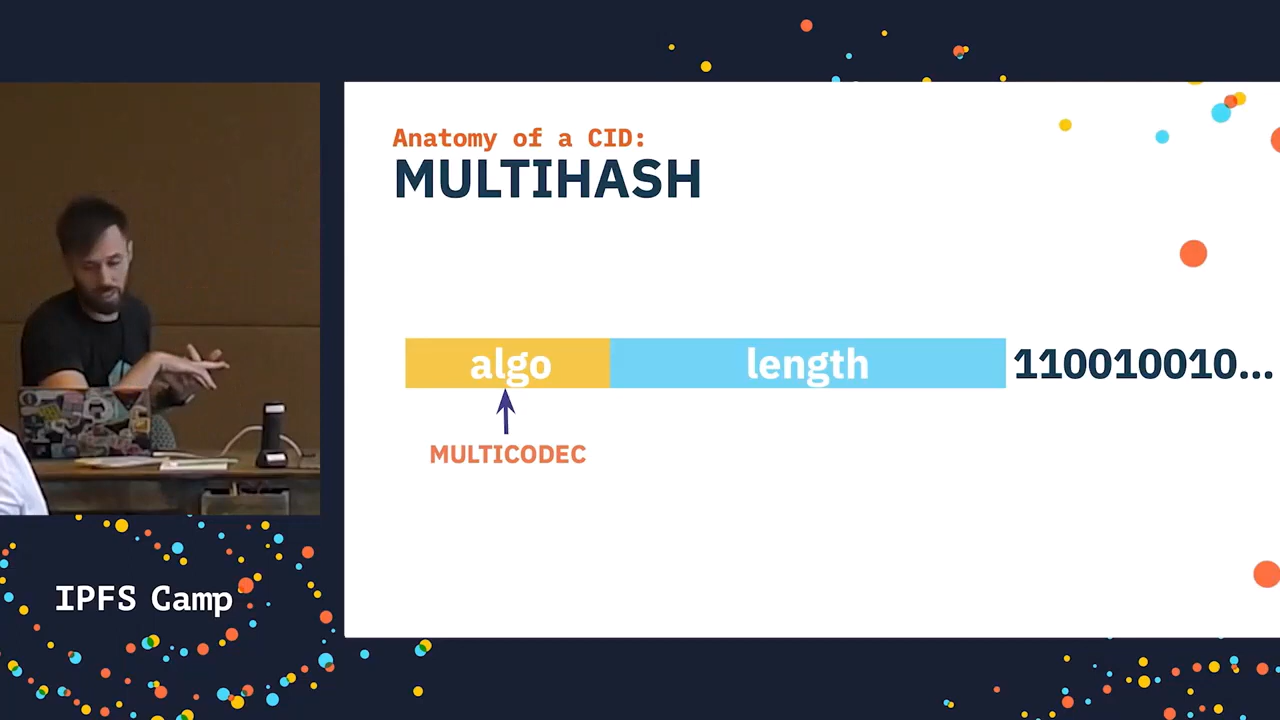 Anatomy of a CID:
MULTIHASH
algo length 110010010...
MULTICODEC
IPFS Camp